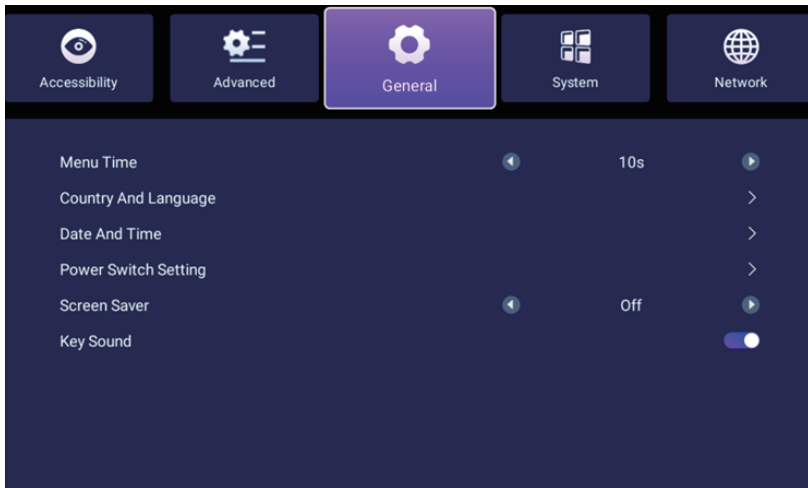 Accessibility
Advanced
General
System
Network
Menu Time 10s
Country And Language
Date And Time
Power Switch Setting
Screen Saver Off
Key Sound